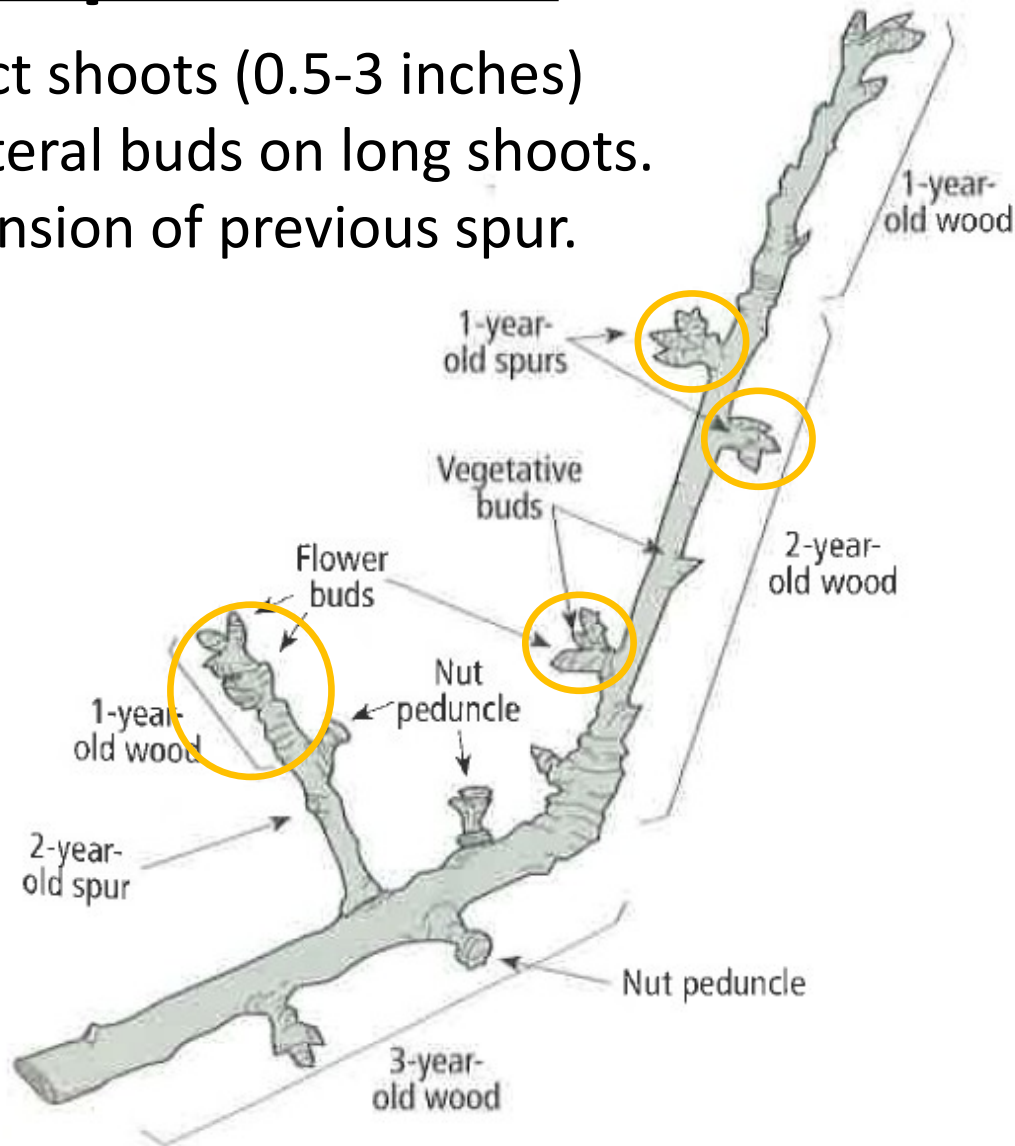 ct shoots (0.5-3 inches)
teral buds on long shoots.
nsion of previous spur.
1-year-
old wood
1-year-
old spurs
Vegetative
buds
2-year-
old wood
Flower
buds
Nut
peduncle
1-year-
old wood
2-year-
old spur
Nut peduncle
3-year-
old wood